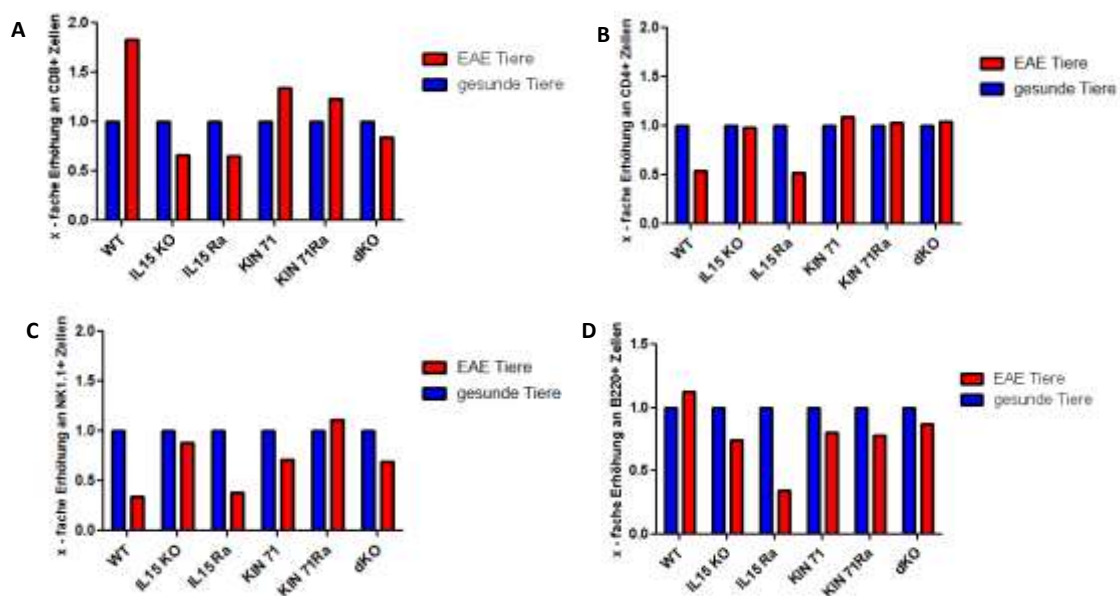 A
x - fache Erhöhung an CD8+ Zellen
2.0
1.5
1.0
0.5
0.0
WT
IL15 KO
IL15 Ra
KIN 71
KIN 71Ra
dKO
EAE Tiere
gesunde Tiere
B
x - fache Erhöhung an CD4+ Zellen
2.0
1.5
1.0
0.5
0.0
WT
IL15 KO
IL15 Ra
KIN 71
KIN 71Ra
dKO
EAE Tiere
gesunde Tiere
C
x - fache Erhöhung an NK1.1+ Zellen
2.0
1.5
1.0
0.5
0.0
WT
IL15 KO
IL15 Ra
KIN 71
KIN 71Ra
dKO
EAE Tiere
gesunde Tiere
D
x - fache Erhöhung an B220+ Zellen
1.5
1.0
0.5
0.0
WT
IL15 KO
IL15 Ra
KIN 71
KIN 71Ra
dKO
EAE Tiere
gesunde Tiere